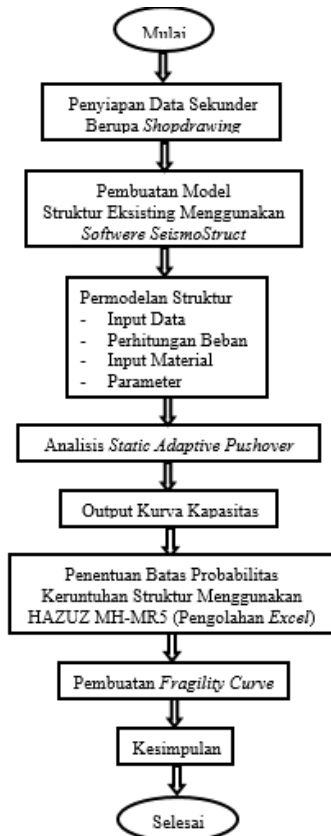 Mulai
Penyiapan Data Sekunder
Berupa Shopdrawing
Pembuatan Model
Struktur Eksisting Menggunakan
Softwere SeismoStruct
Permodelan Struktur
- Input Data
- Perhitungan Beban
- Input Material
- Parameter
Analisis Static Adaptive Pushover
Output Kurva Kapasitas
Penentuan Batas Probabilitas
Keruntuhan Struktur Menggunakan
HAZUZ MH-MR5 (Pengolahan Excel)
Pembuatan Fragility Curve
Kesimpulan
Selesai